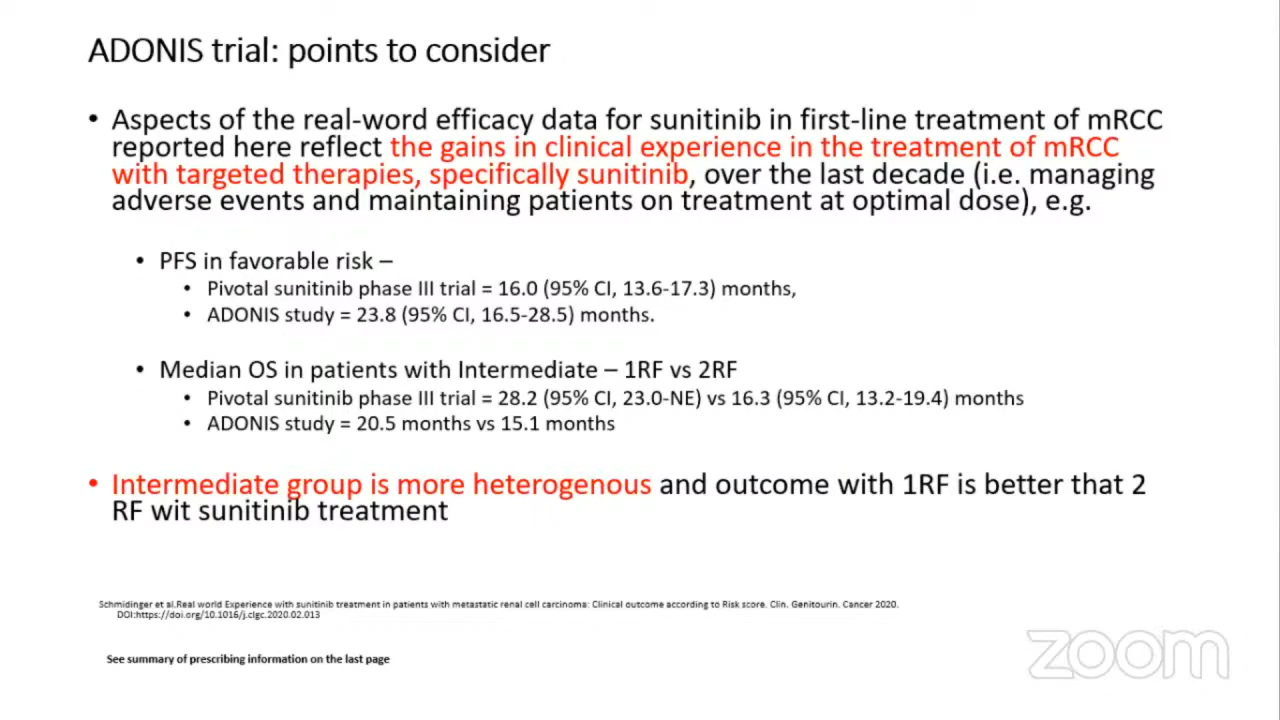 ADONIS trial: points to consider
• Aspects of the real-word efficacy data for sunitinib in first-line treatment of mRCC
reported here reflect the gains in clinical experience in the treatment of mRCC
with targeted therapies, specifically sunitinib, over the last decade (i.e. managing
adverse events and maintaining patients on treatment at optimal dose), e.g.
• PFS in favorable risk –
• Pivotal sunitinib phase III trial = 16.0 (95% CI, 13.6-17.3) months,
• ADONIS study = 23.8 (95% CI, 16.5-28.5) months.
• Median OS in patients with Intermediate – 1RF vs 2RF
• Pivotal sunitinib phase III trial = 28.2 (95% CI, 23.0-NE) vs 16.3 (95% CI, 13.2-19.4) months
• ADONIS study = 20.5 months vs 15.1 months
• Intermediate group is more heterogenous and outcome with 1RF is better that 2
RF wit sunitinib treatment
Schmidinger et al.Real world Experience with sunitinib treatment in patients with metastatic renal cell carcinoma: Clinical outcome according to Risk score. Clin. Genitourin. Cancer 2020.
DOI:https://doi.org/10.1016/j.clgc.2020.02.013
See summary of prescribing information on the last page
zoom